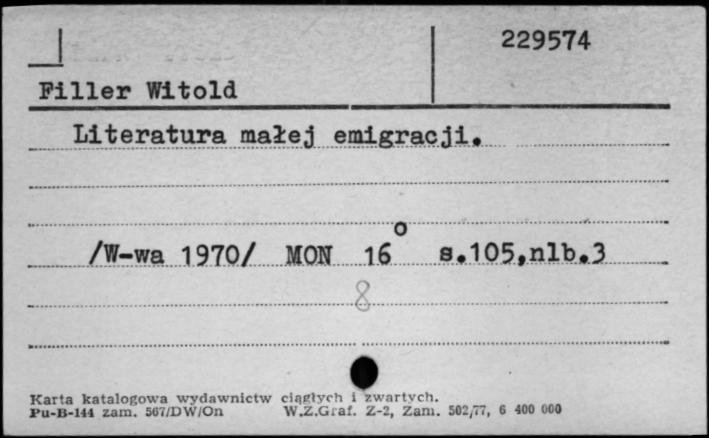 229574
Filler Witold
Literatura małej emigracji.
/W-wa 1970/ MON 16° s.105,nlb.3
8
Karta katalogowa wydawnictw ciągłych i zwartych.
Pu-B-144 zam. 567/DW/On W.Z.Graf. Z-2, Zam. 502/77, 6 400 000